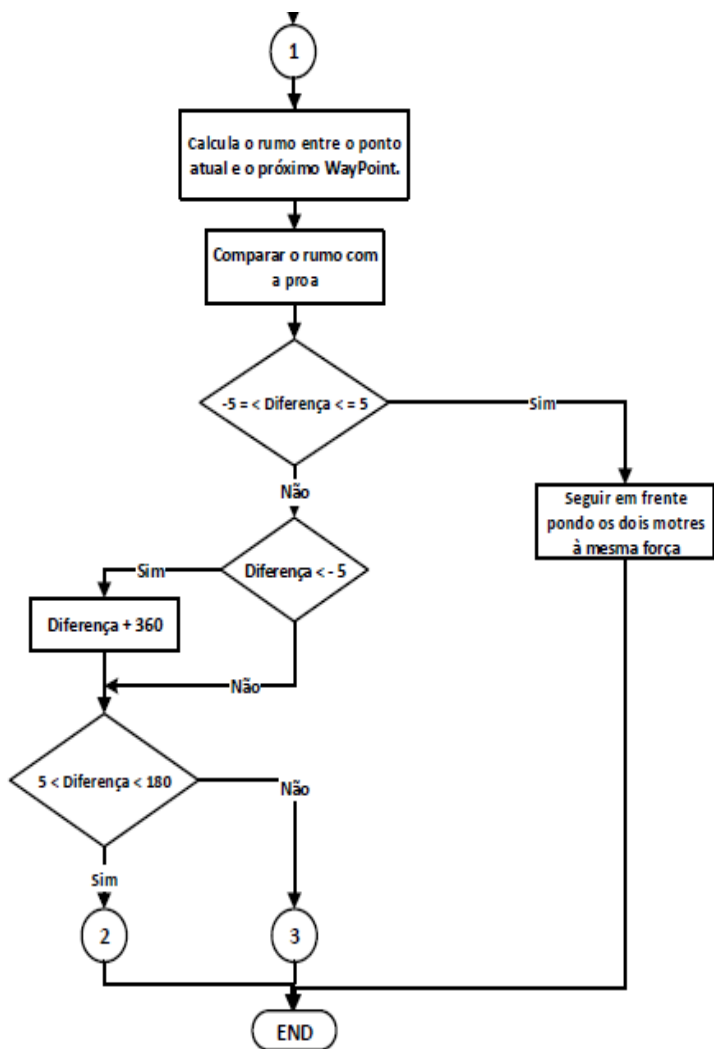 1
Calcula o rumo entre o ponto
atual e o próximo WayPoint.
Comparar o rumo com
a proa
-5 = < Diferença < = 5
Sim
Não
Seguir em frente
pondo os dois motres
à mesma força
Diferença < - 5
Sim
Diferença + 360
Não
5 < Diferença < 180
Não
Sim
2
3
END